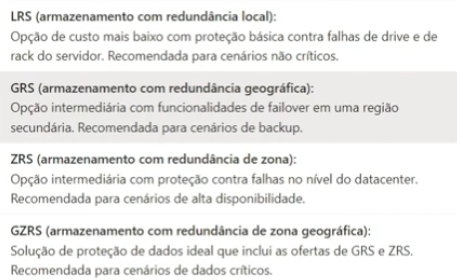 LRS (armazenamento com redundância local):
Opção de custo mais baixo com proteção básica contra falhas de drive e de
rack do servidor. Recomendada para cenários não críticos.
GRS (armazenamento com redundância geográfica):
Opção intermediária com funcionalidades de failover em uma região
secundária. Recomendada para cenários de backup.
ZRS (armazenamento com redundância de zona):
Opção intermediária com proteção contra falhas no nível do datacenter.
Recomendada para cenários de alta disponibilidade.
GZRS (armazenamento com redundância de zona geográfica):
Solução de proteção de dados ideal que inclui as ofertas de GRS e ZRS.
Recomendada para cenários de dados críticos.